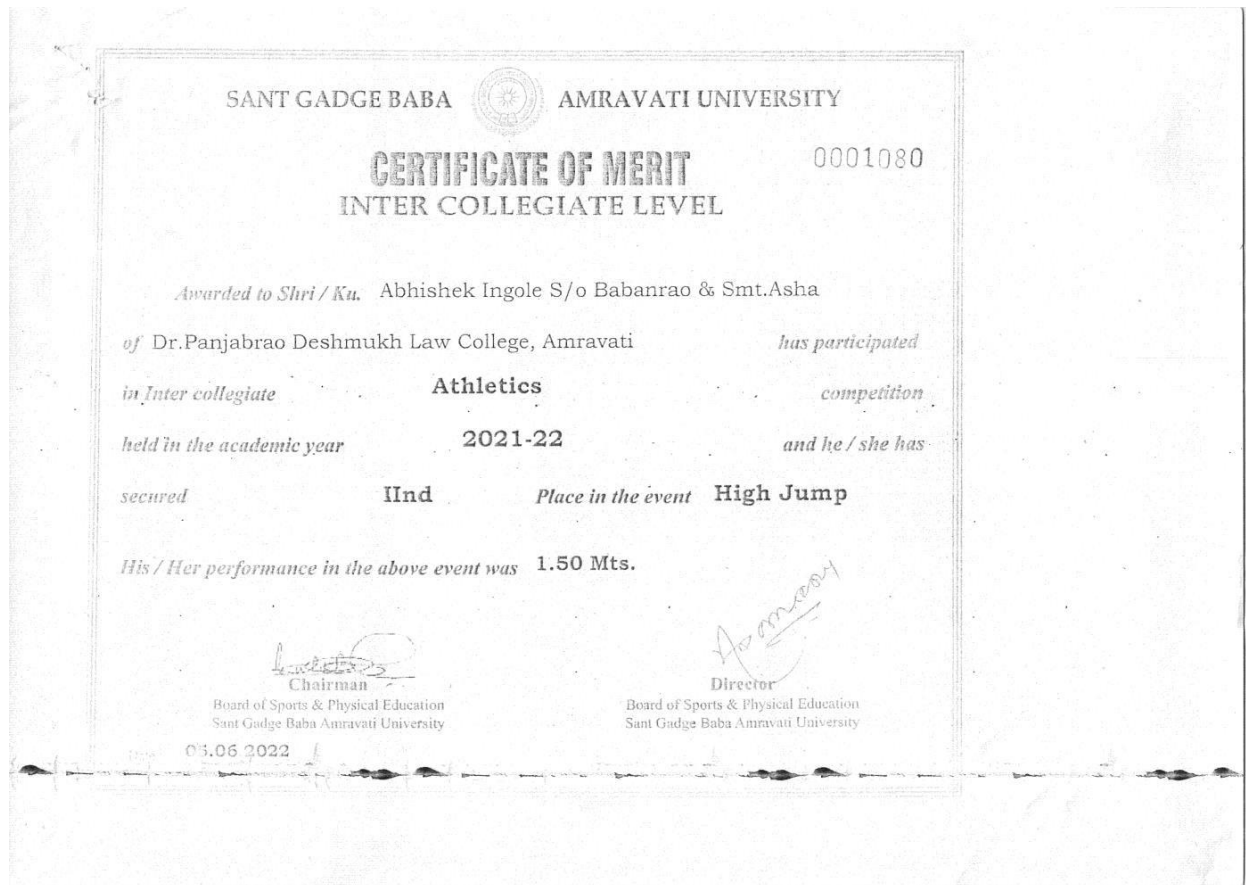 SANT GADGE BABA AMRAVATI UNIVERSITY
CERTIFICATE OF MERIT
0001080
INTER COLLEGIATE LEVEL
Awarded to Shri / Ku. Abhishek Ingole S/o Babanrao & Smt.Asha
of Dr.Panjabrao Deshmukh Law College, Amravati has participated
in Inter collegiate Athletics competition
held in the academic year 2021-22 and he / she has
secured IInd Place in the event High Jump
His / Her performance in the above event was 1.50 Mts.
Chairman Director
Board of Sports & Physical Education Board of Sports & Physical Education
Sant Gadge Baba Amravati University Sant Gadge Baba Amravati University
.06 2022